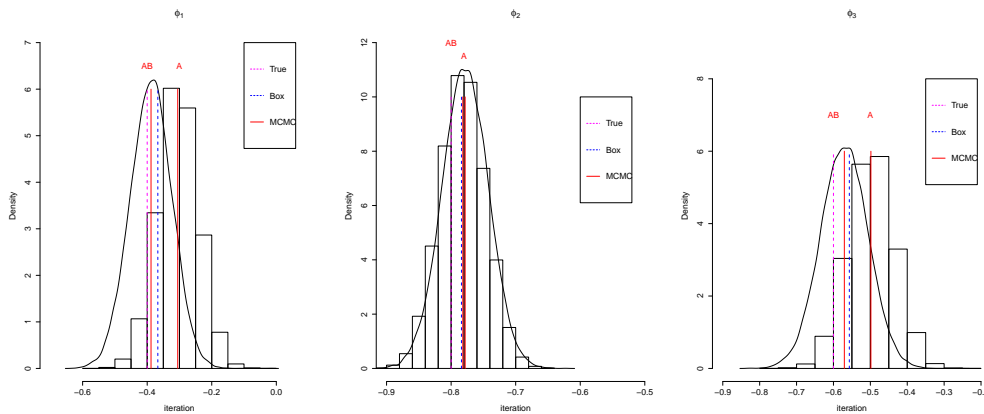 ϕ1
AB
A
True
Box
MCMC
Density
0
1
2
3
4
5
6
7
−0.6
−0.4
−0.2
0.0
iteration
ϕ2
AB
A
True
Box
MCMC
Density
0
2
4
6
8
10
12
−0.9
−0.8
−0.7
−0.6
−0.5
iteration
ϕ3
AB
A
True
Box
MCMC
Density
0
2
4
6
8
−0.9
−0.8
−0.7
−0.6
−0.5
−0.4
−0.3
−0.2
iteration